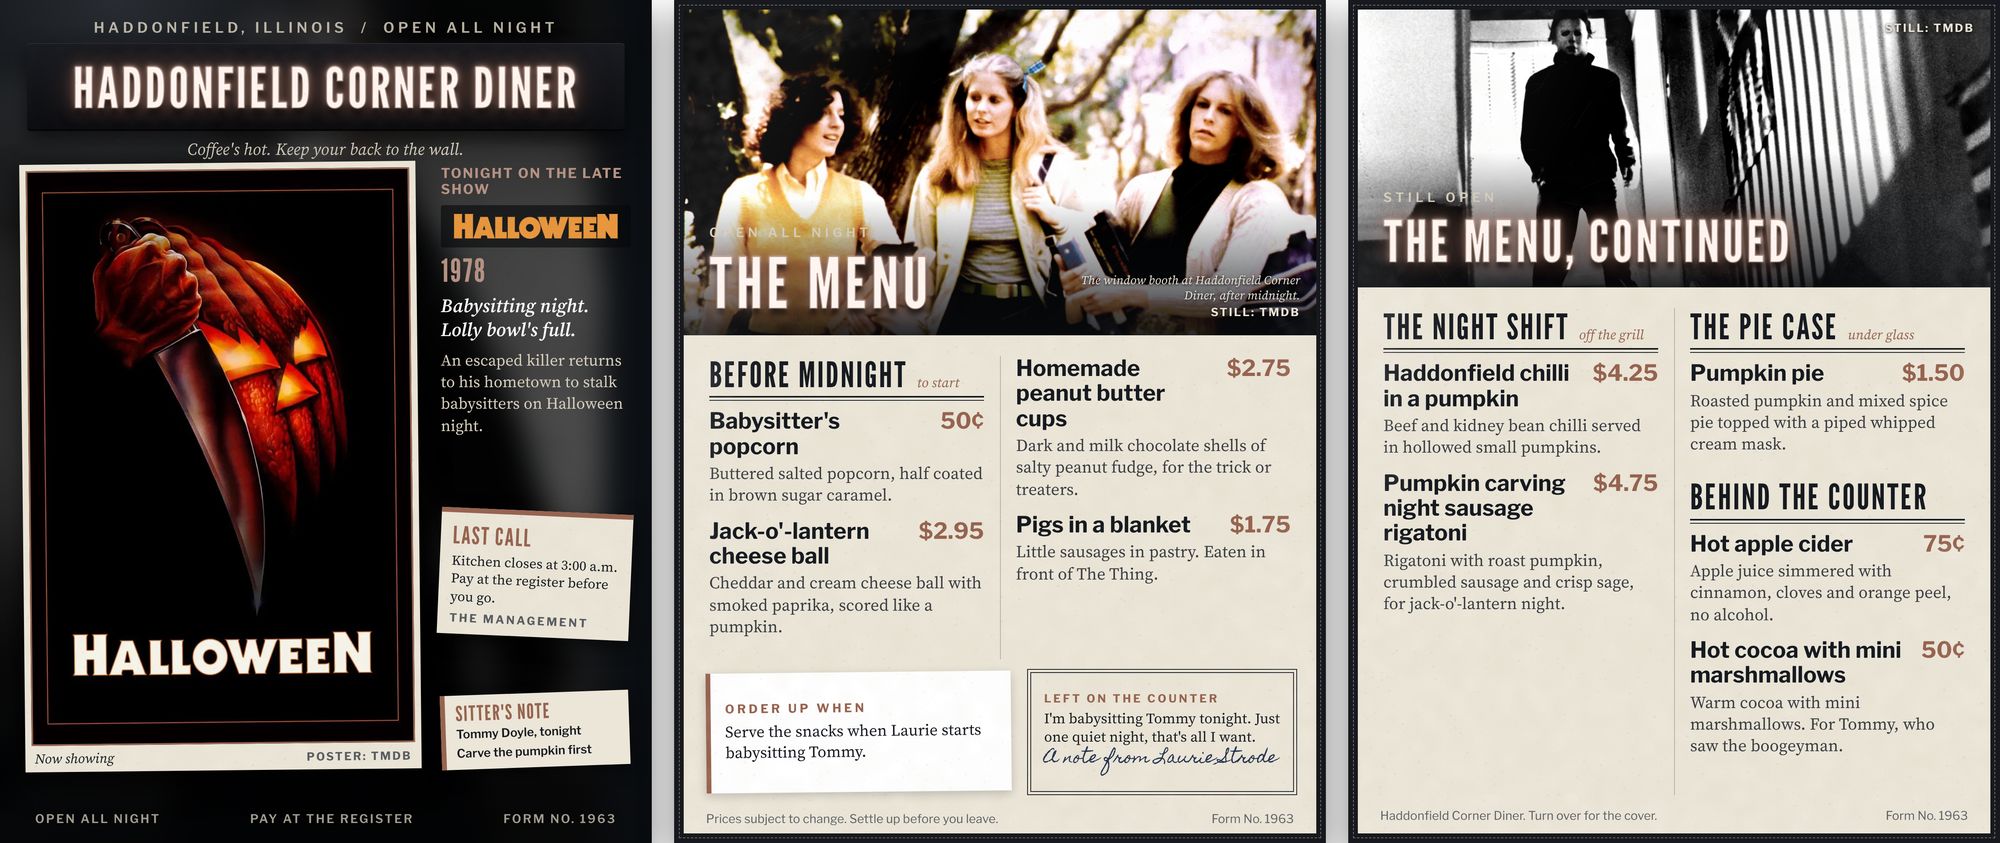 HADDONFIELD, ILLINOIS / OPEN ALL NIGHT
HADDONFIELD CORNER DINER
Coffee's hot. Keep your back to the wall.
HALLOWEEN
Now showing
POSTER: TMDB
TONIGHT ON THE LATE
SHOW
HALLOWEEN
1978
Babysitting night.
Lolly bowl's full.
An escaped killer returns
to his hometown to stalk
babysitters on Halloween
night.
LAST CALL
Kitchen closes at 3:00 a.m.
Pay at the register before
you go.
THE MANAGEMENT
SITTER'S NOTE
Tommy Doyle, tonight
Carve the pumpkin first
OPEN ALL NIGHT
PAY AT THE REGISTER
FORM NO. 1963
OPEN ALL NIGHT
THE MENU
The window booth at Haddonfield Corner
Diner, after midnight.
STILL: TMDB
BEFORE MIDNIGHT to start
Babysitter's 50¢
popcorn
Buttered salted popcorn, half coated
in brown sugar caramel.
Jack-o'-lantern $2.95
cheese ball
Cheddar and cream cheese ball with
smoked paprika, scored like a
pumpkin.
Homemade $2.75
peanut butter
cups
Dark and milk chocolate shells of
salty peanut fudge, for the trick or
treaters.
Pigs in a blanket $1.75
Little sausages in pastry. Eaten in
front of The Thing.
ORDER UP WHEN
Serve the snacks when Laurie starts
babysitting Tommy.
LEFT ON THE COUNTER
I'm babysitting Tommy tonight. Just
one quiet night, that's all I want.
A note from Laurie Strode
Prices subject to change. Settle up before you leave.
Form No. 1963
STILL: TMDB
STILL OPEN
THE MENU, CONTINUED
THE NIGHT SHIFT off the grill
Haddonfield chilli $4.25
in a pumpkin
Beef and kidney bean chilli served
in hollowed small pumpkins.
Pumpkin carving $4.75
night sausage
rigatoni
Rigatoni with roast pumpkin,
crumbled sausage and crisp sage,
for jack-o'-lantern night.
THE PIE CASE under glass
Pumpkin pie $1.50
Roasted pumpkin and mixed spice
pie topped with a piped whipped
cream mask.
BEHIND THE COUNTER
Hot apple cider 75¢
Apple juice simmered with
cinnamon, cloves and orange peel,
no alcohol.
Hot cocoa with mini 50¢
marshmallows
Warm cocoa with mini
marshmallows. For Tommy, who
saw the boogeyman.
Haddonfield Corner Diner. Turn over for the cover.
Form No. 1963